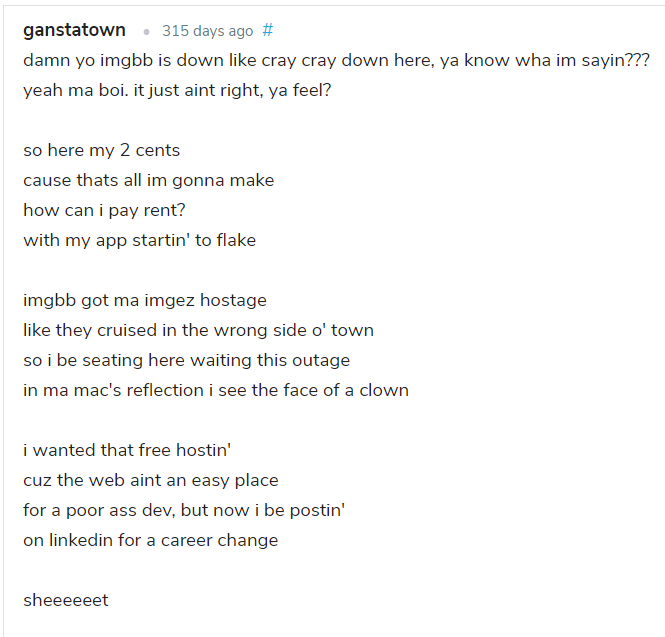 ganstatown • 315 days ago #
damn yo imgbb is down like cray cray down here, ya know wha im sayin???
yeah ma boi. it just aint right, ya feel?
so here my 2 cents
cause thats all im gonna make
how can i pay rent?
with my app startin' to flake
imgbb got ma imgez hostage
like they cruised in the wrong side o' town
so i be seating here waiting this outage
in ma mac's reflection i see the face of a clown
i wanted that free hostin'
cuz the web aint an easy place
for a poor ass dev, but now i be postin'
on linkedin for a career change
sheeeeeet